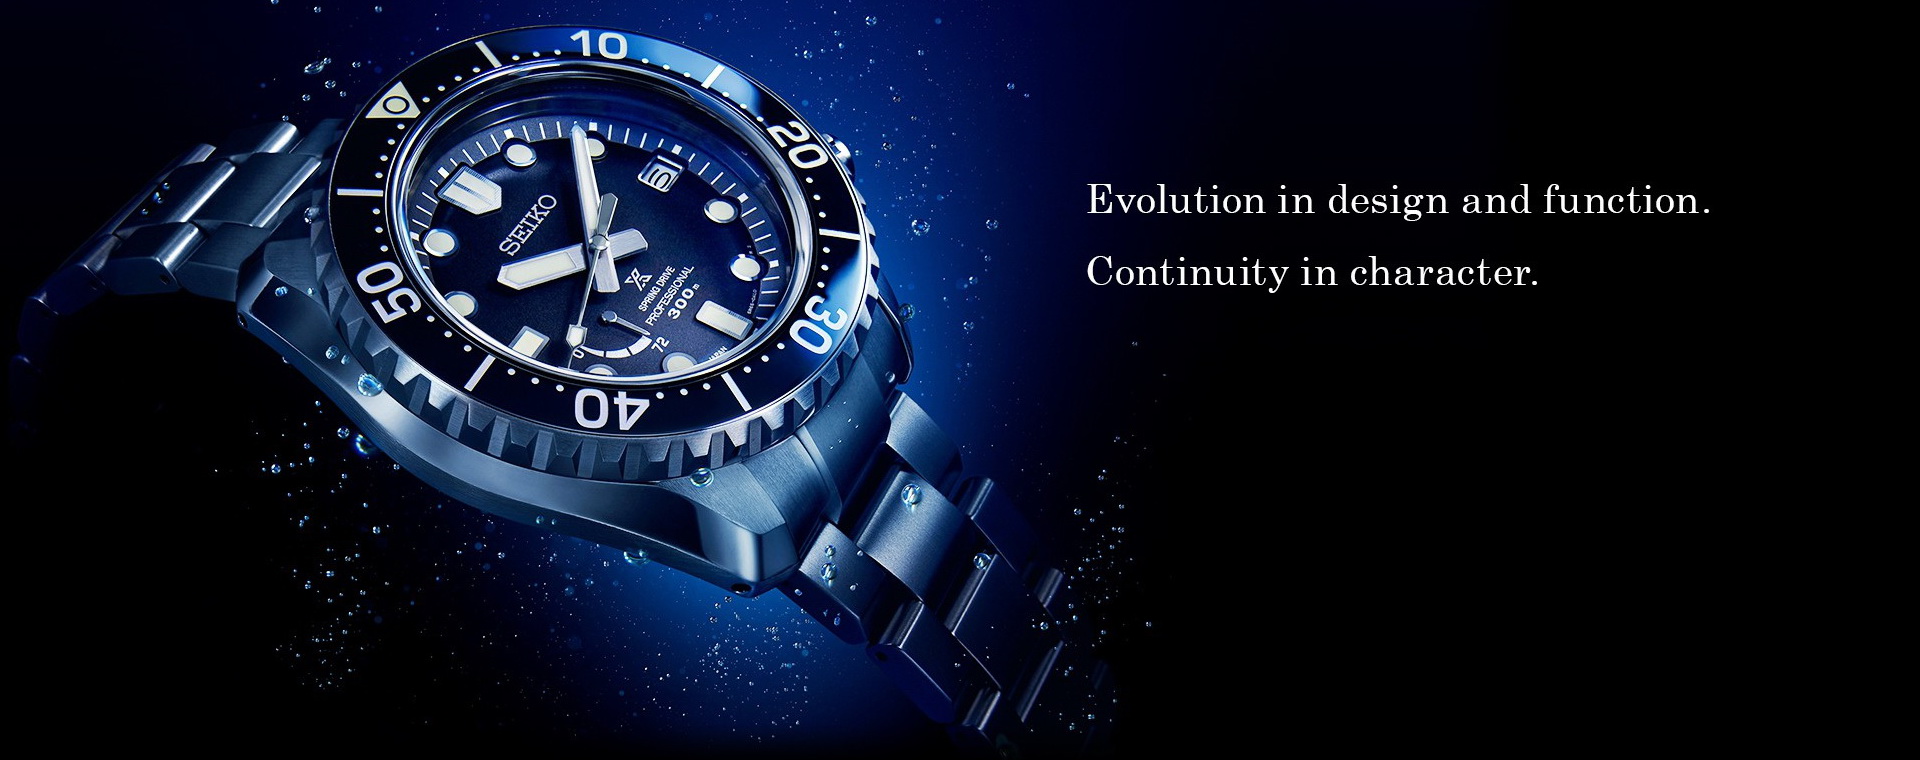 10
20
30
40
50
6
SEIKO
SPRING DRIVE
PROFESSIONAL
300m
0
72
Evolution in design and function.
Continuity in character.